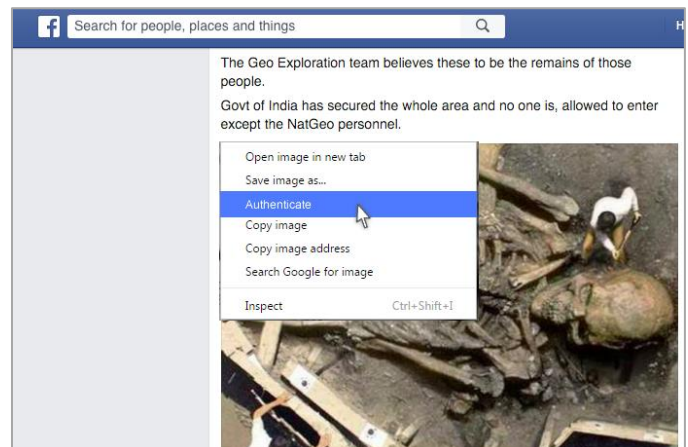 f Search for people, places and things
H
The Geo Exploration team believes these to be the remains of those
people.
Govt of India has secured the whole area and no one is, allowed to enter
except the NatGeo personnel.
Open image in new tab
Save image as...
Authenticate
Copy image
Copy image address
Search Google for image
Inspect Ctrl+Shift+I